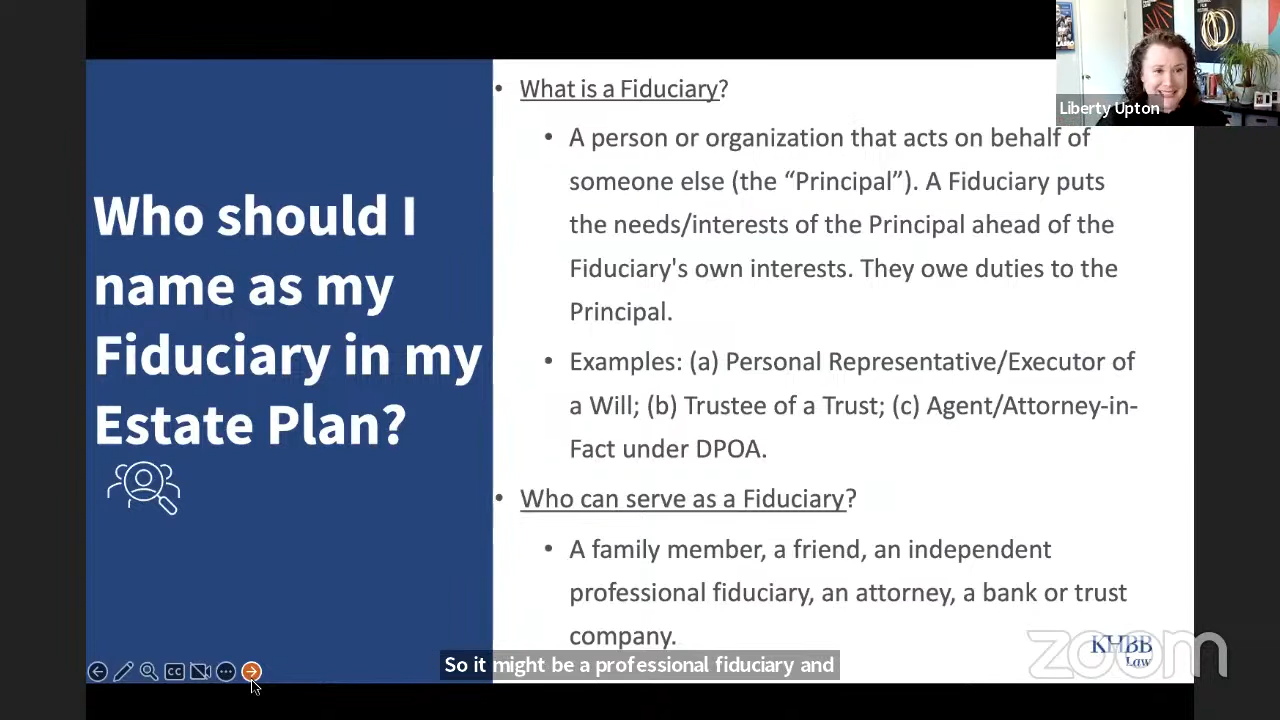 Who should I
name as my
Fiduciary in my
Estate Plan?
• What is a Fiduciary?
• A person or organization that acts on behalf of
someone else (the “Principal”). A Fiduciary puts
the needs/interests of the Principal ahead of the
Fiduciary's own interests. They owe duties to the
Principal.
• Examples: (a) Personal Representative/Executor of
a Will; (b) Trustee of a Trust; (c) Agent/Attorney-in-
Fact under DPOA.
• Who can serve as a Fiduciary?
• A family member, a friend, an independent
professional fiduciary, an attorney, a bank or trust
company.
Liberty Upton
KHBB
Law
zoom
CC
So it might be a professional fiduciary and